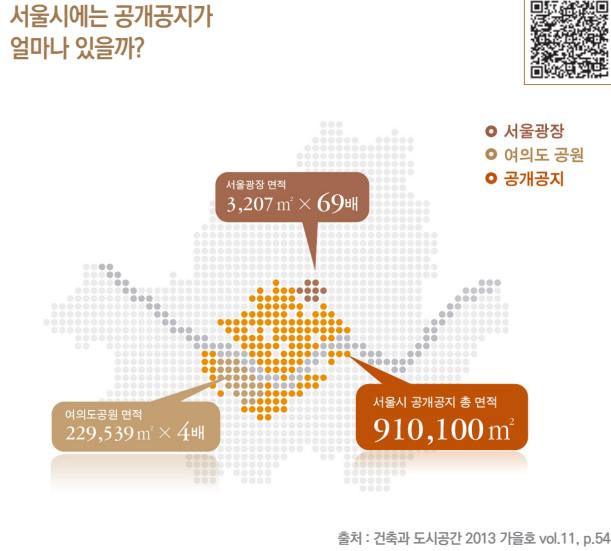 서울시에는 공개공지가
얼마나 있을까?
서울광장
여의도 공원
공개공지
서울광장 면적
3,207㎡ × 69배
여의도공원 면적
229,539㎡ × 4배
서울시 공개공지 총 면적
910,100㎡
출처 : 건축과 도시공간 2013 가을호 vol.11, p.54